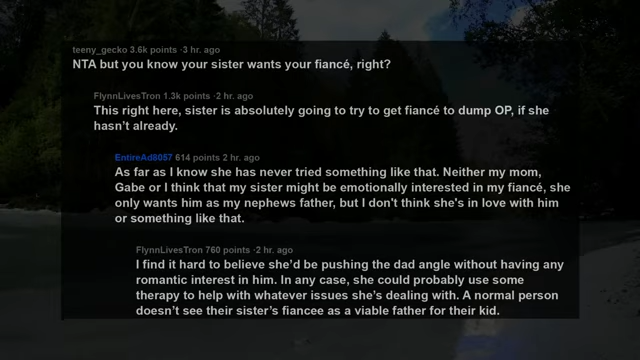 teeny_gecko 3.6k points ·3 hr. ago
NTA but you know your sister wants your fiancé, right?
FlynnLivesTron 1.3k points ·2 hr. ago
This right here, sister is absolutely going to try to get fiancé to dump OP, if she
hasn't already.
EntireAd8057 614 points 2 hr. ago
As far as I know she has never tried something like that. Neither my mom,
Gabe or I think that my sister might be emotionally interested in my fiancé, she
only wants him as my nephews father, but I don't think she's in love with him
or something like that.
FlynnLivesTron 760 points ·2 hr. ago
I find it hard to believe she'd be pushing the dad angle without having any
romantic interest in him. In any case, she could probably use some
therapy to help with whatever issues she's dealing with. A normal person
doesn't see their sister's fiancee as a viable father for their kid.